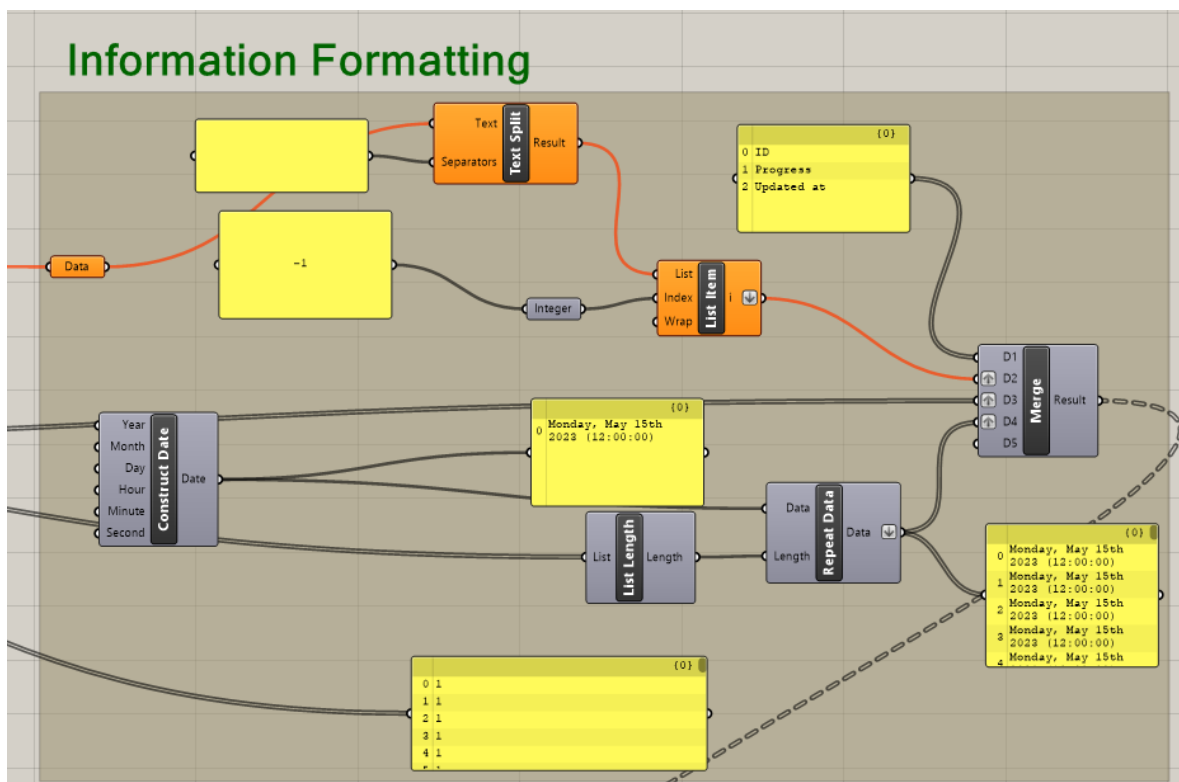 Information Formatting
Text
Separators
Text Split
Result
{0}
0 ID
1 Progress
2 Updated at
Data
-1
Integer
List
Index
Wrap
List Item
i
D1
D2
D3
D4
D5
Merge
Result
Year
Month
Day
Hour
Minute
Second
Construct Date
Date
{0}
0 Monday, May 15th
2023 (12:00:00)
List
List Length
Length
Data
Length
Repeat Data
Data
{0}
0 Monday, May 15th
2023 (12:00:00)
1 Monday, May 15th
2023 (12:00:00)
2 Monday, May 15th
2023 (12:00:00)
3 Monday, May 15th
2023 (12:00:00)
4 Monday, May 15th
{0}
0 1
1 1
2 1
3 1
4 1